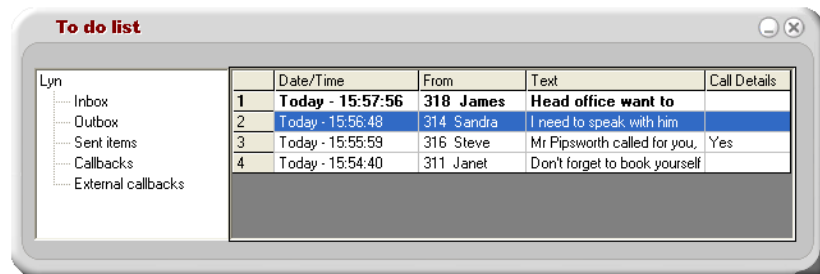 To do list
Lyn
Inbox
Outbox
Sent items
Callbacks
External callbacks
Date/Time From Text Call Details
1 Today - 15:57:56 318 James Head office want to
2 Today - 15:56:48 314 Sandra I need to speak with him
3 Today - 15:55:59 316 Steve Mr Pipsworth called for you, Yes
4 Today - 15:54:40 311 Janet Don't forget to book yourself